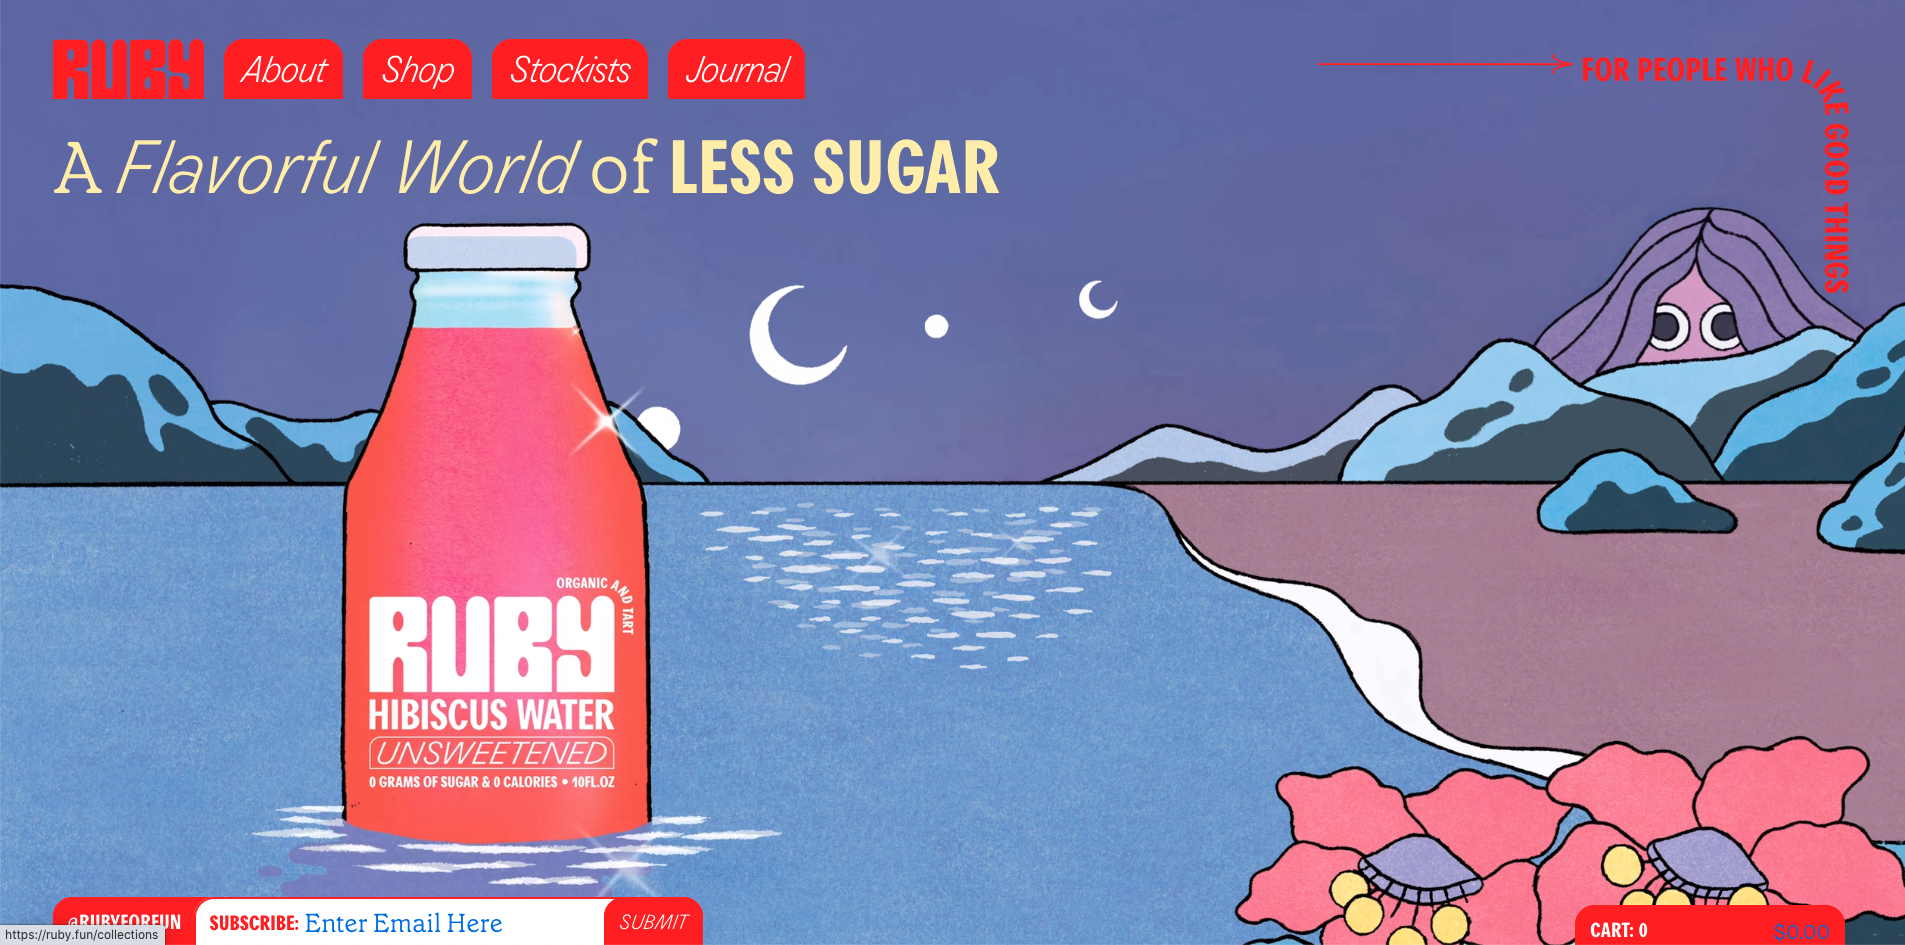 RUBY
About
Shop
Stockists
Journal
FOR PEOPLE WHO LIKE GOOD THINGS
A Flavorful World of LESS SUGAR
ORGANIC AND TART
RUBY
HIBISCUS WATER
UNSWEETENED
0 GRAMS OF SUGAR & 0 CALORIES • 10FL.OZ
@RUBYFORFUN
SUBSCRIBE: Enter Email Here
SUBMIT
https://ruby.fun/collections
CART: 0
$0.00